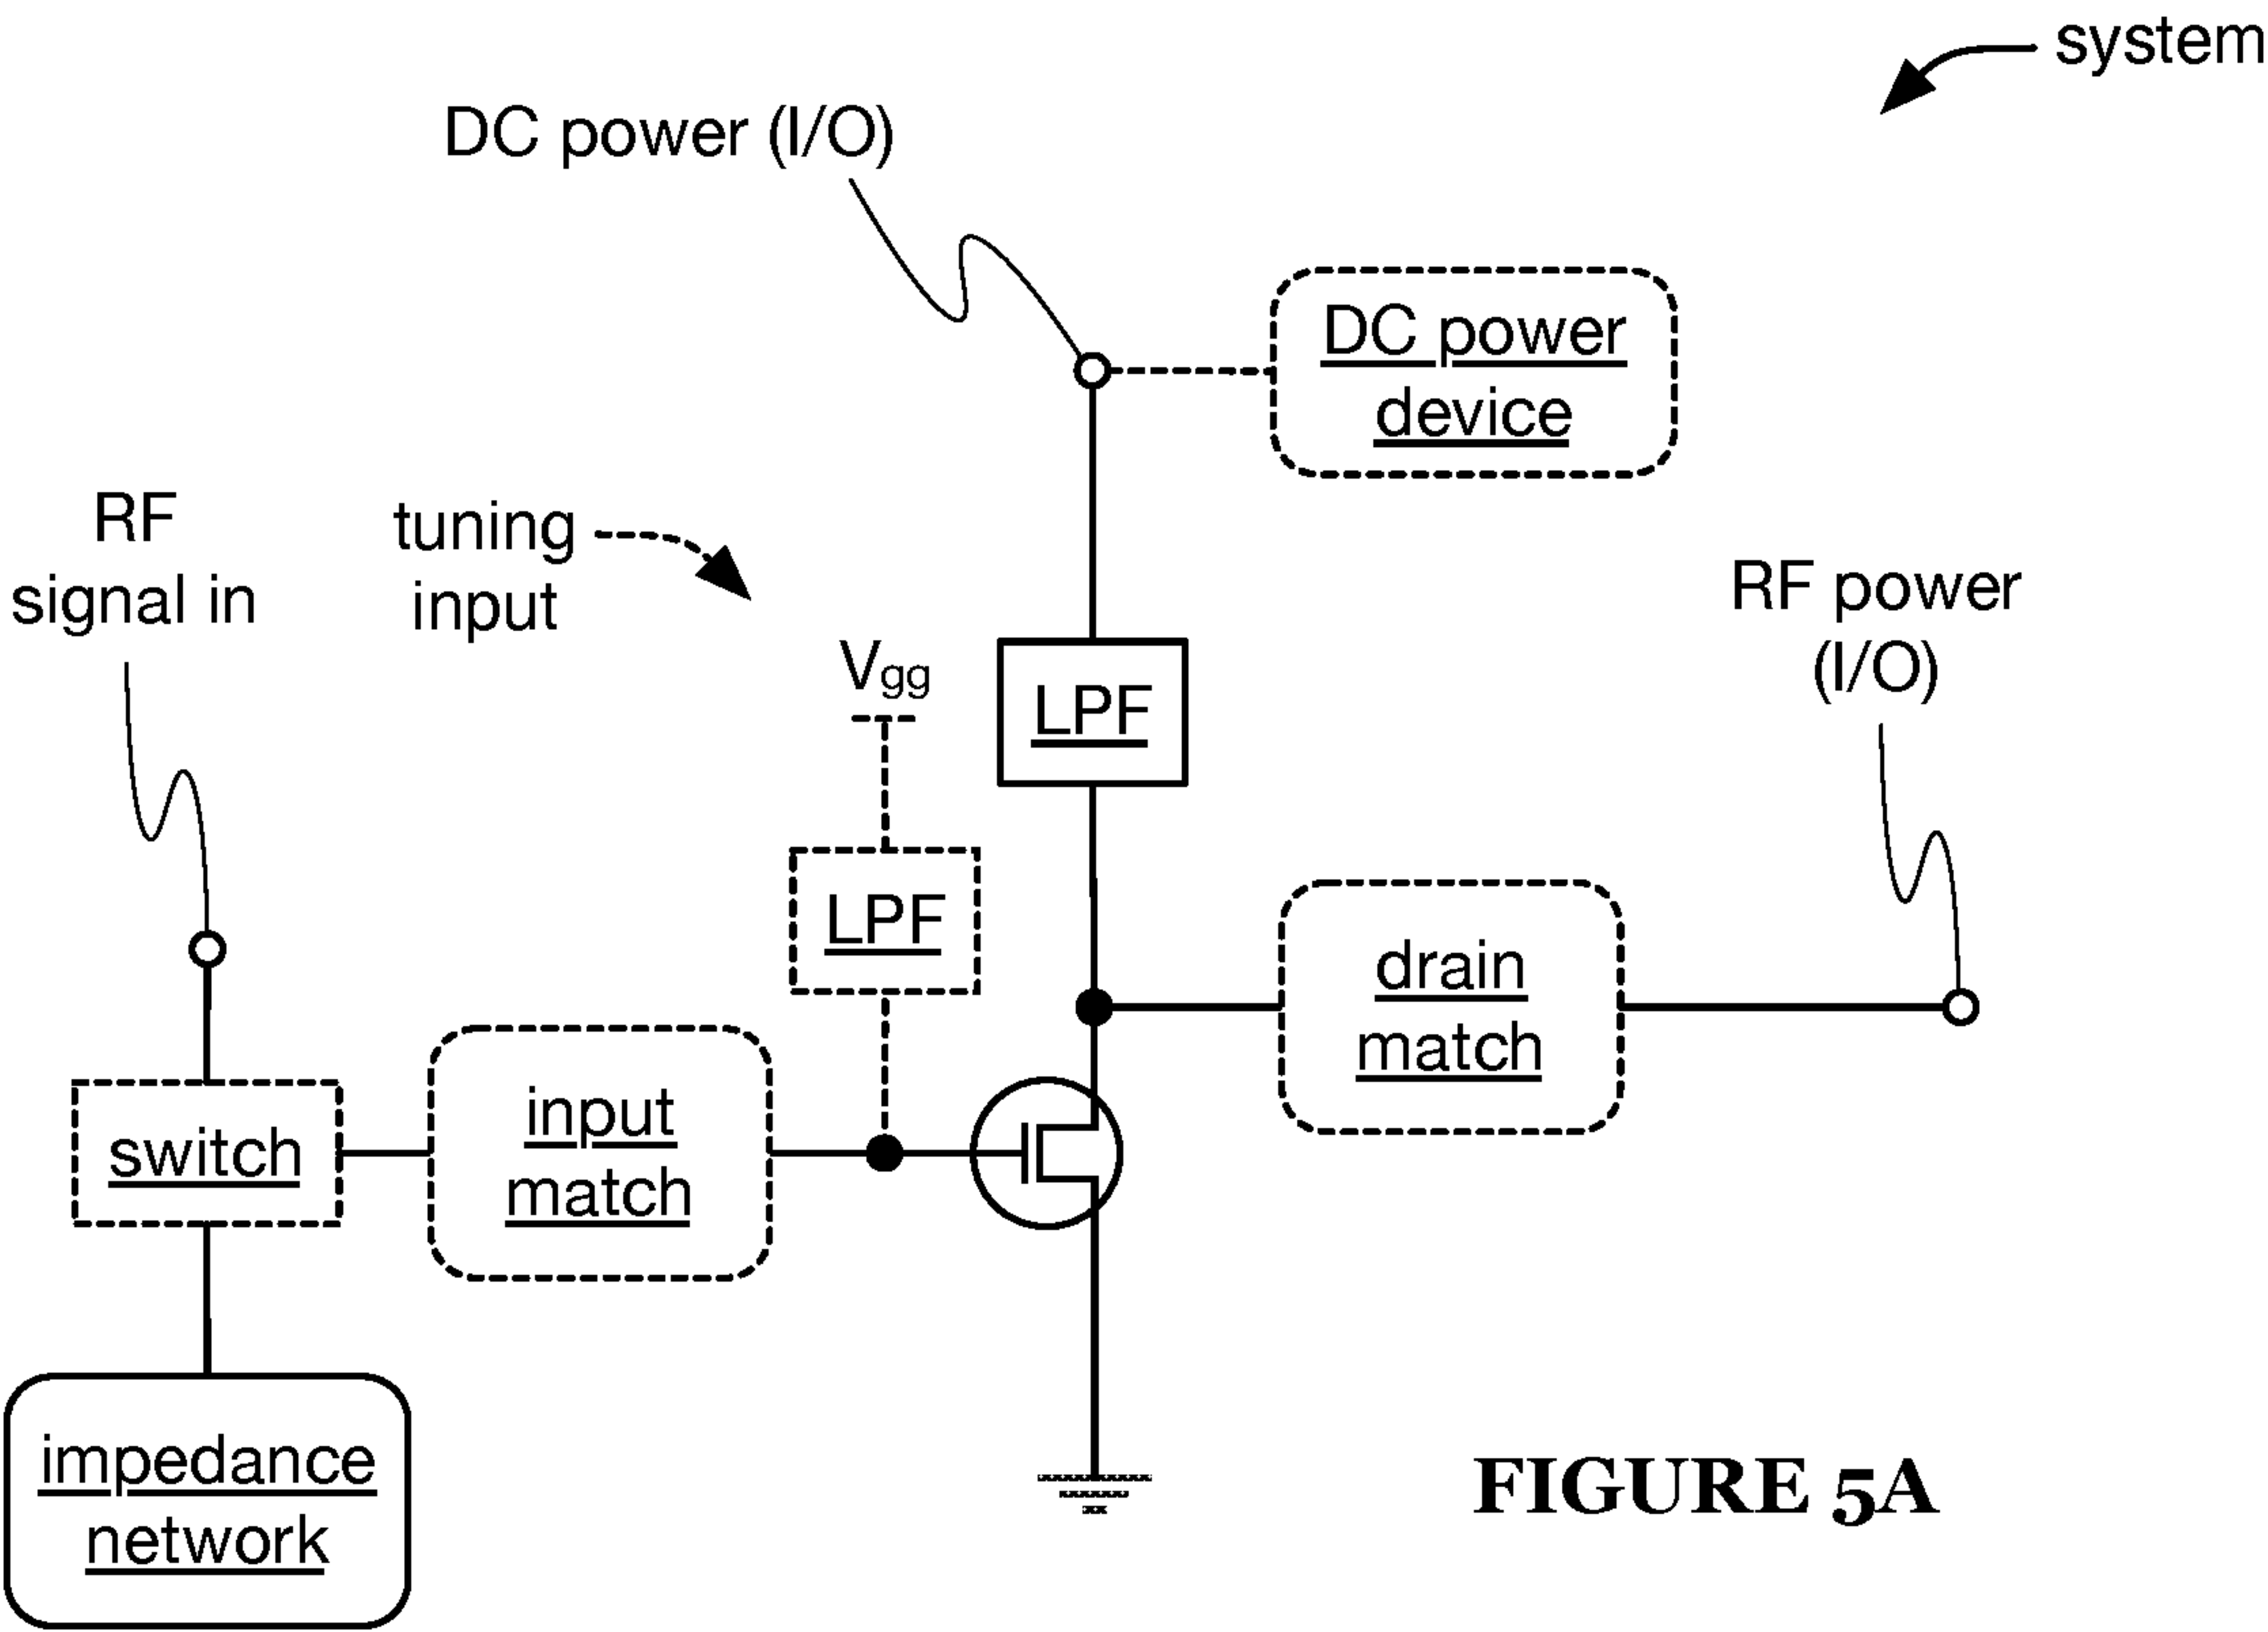 system
DC power (I/O)
DC power
device
RF
signal in
tuning
input
RF power
(I/O)
Vgg
LPF
LPF
drain
match
switch
input
match
impedance
network
FIGURE 5A